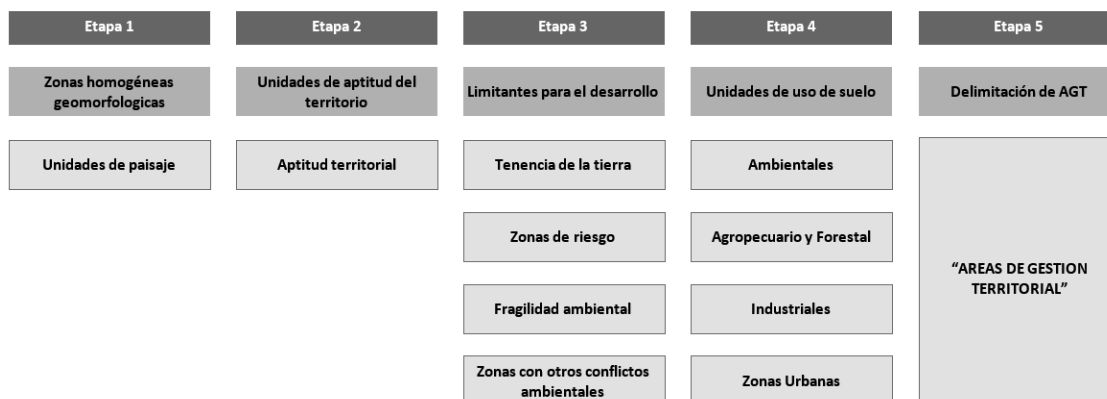 Etapa 1
Etapa 2
Etapa 3
Etapa 4
Etapa 5
Zonas homogéneas
geomorfologicas
Unidades de aptitud del
territorio
Limitantes para el desarrollo
Unidades de uso de suelo
Delimitación de AGT
Unidades de paisaje
Aptitud territorial
Tenencia de la tierra
Ambientales
Zonas de riesgo
Agropecuario y Forestal
“AREAS DE GESTION
TERRITORIAL”
Fragilidad ambiental
Industriales
Zonas con otros conflictos
ambientales
Zonas Urbanas